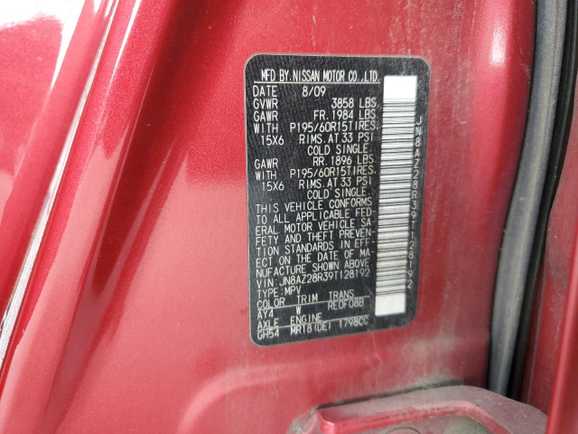 MFD BY NISSAN MOTOR CO.,LTD.
DATE 8/09
GVWR 3858 LBS.
GAWR FR. 1984 LBS.
WITH P195/60R15TIRES.
15X6 RIMS.AT 33 PSI
COLD SINGLE.
GAWR RR. 1896 LBS.
WITH P195/60R15TIRES.
15X6 RIMS.AT 33 PSI
COLD SINGLE.
THIS VEHICLE CONFORMS
TO ALL APPLICABLE FED-
ERAL MOTOR VEHICLE SA-
FETY AND THEFT PREVEN-
TION STANDARDS IN EFF-
ECT ON THE DATE OF MA-
NUFACTURE SHOWN ABOVE.
VIN: JN8AZ28R39T128192
TYPE:MPV
COLOR TRIM TRANS
AY4 W RE0F08B
AXLE ENGINE
GH54 MR18(DE) 1798CC
JN8AZ28R39T128192